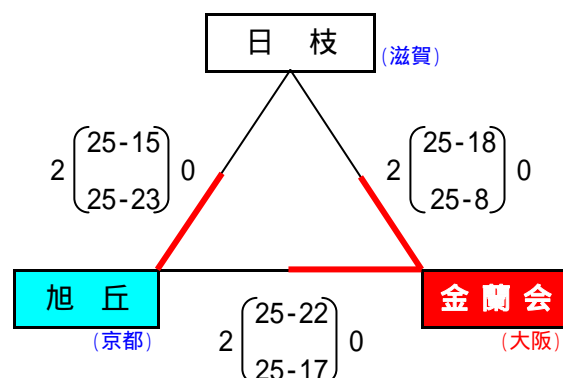 日 枝
(滋賀)
2 25-15 0
25-23
2 25-18 0
25-8
旭 丘
(京都)
金 蘭 会
(大阪)
2 25-22 0
25-17